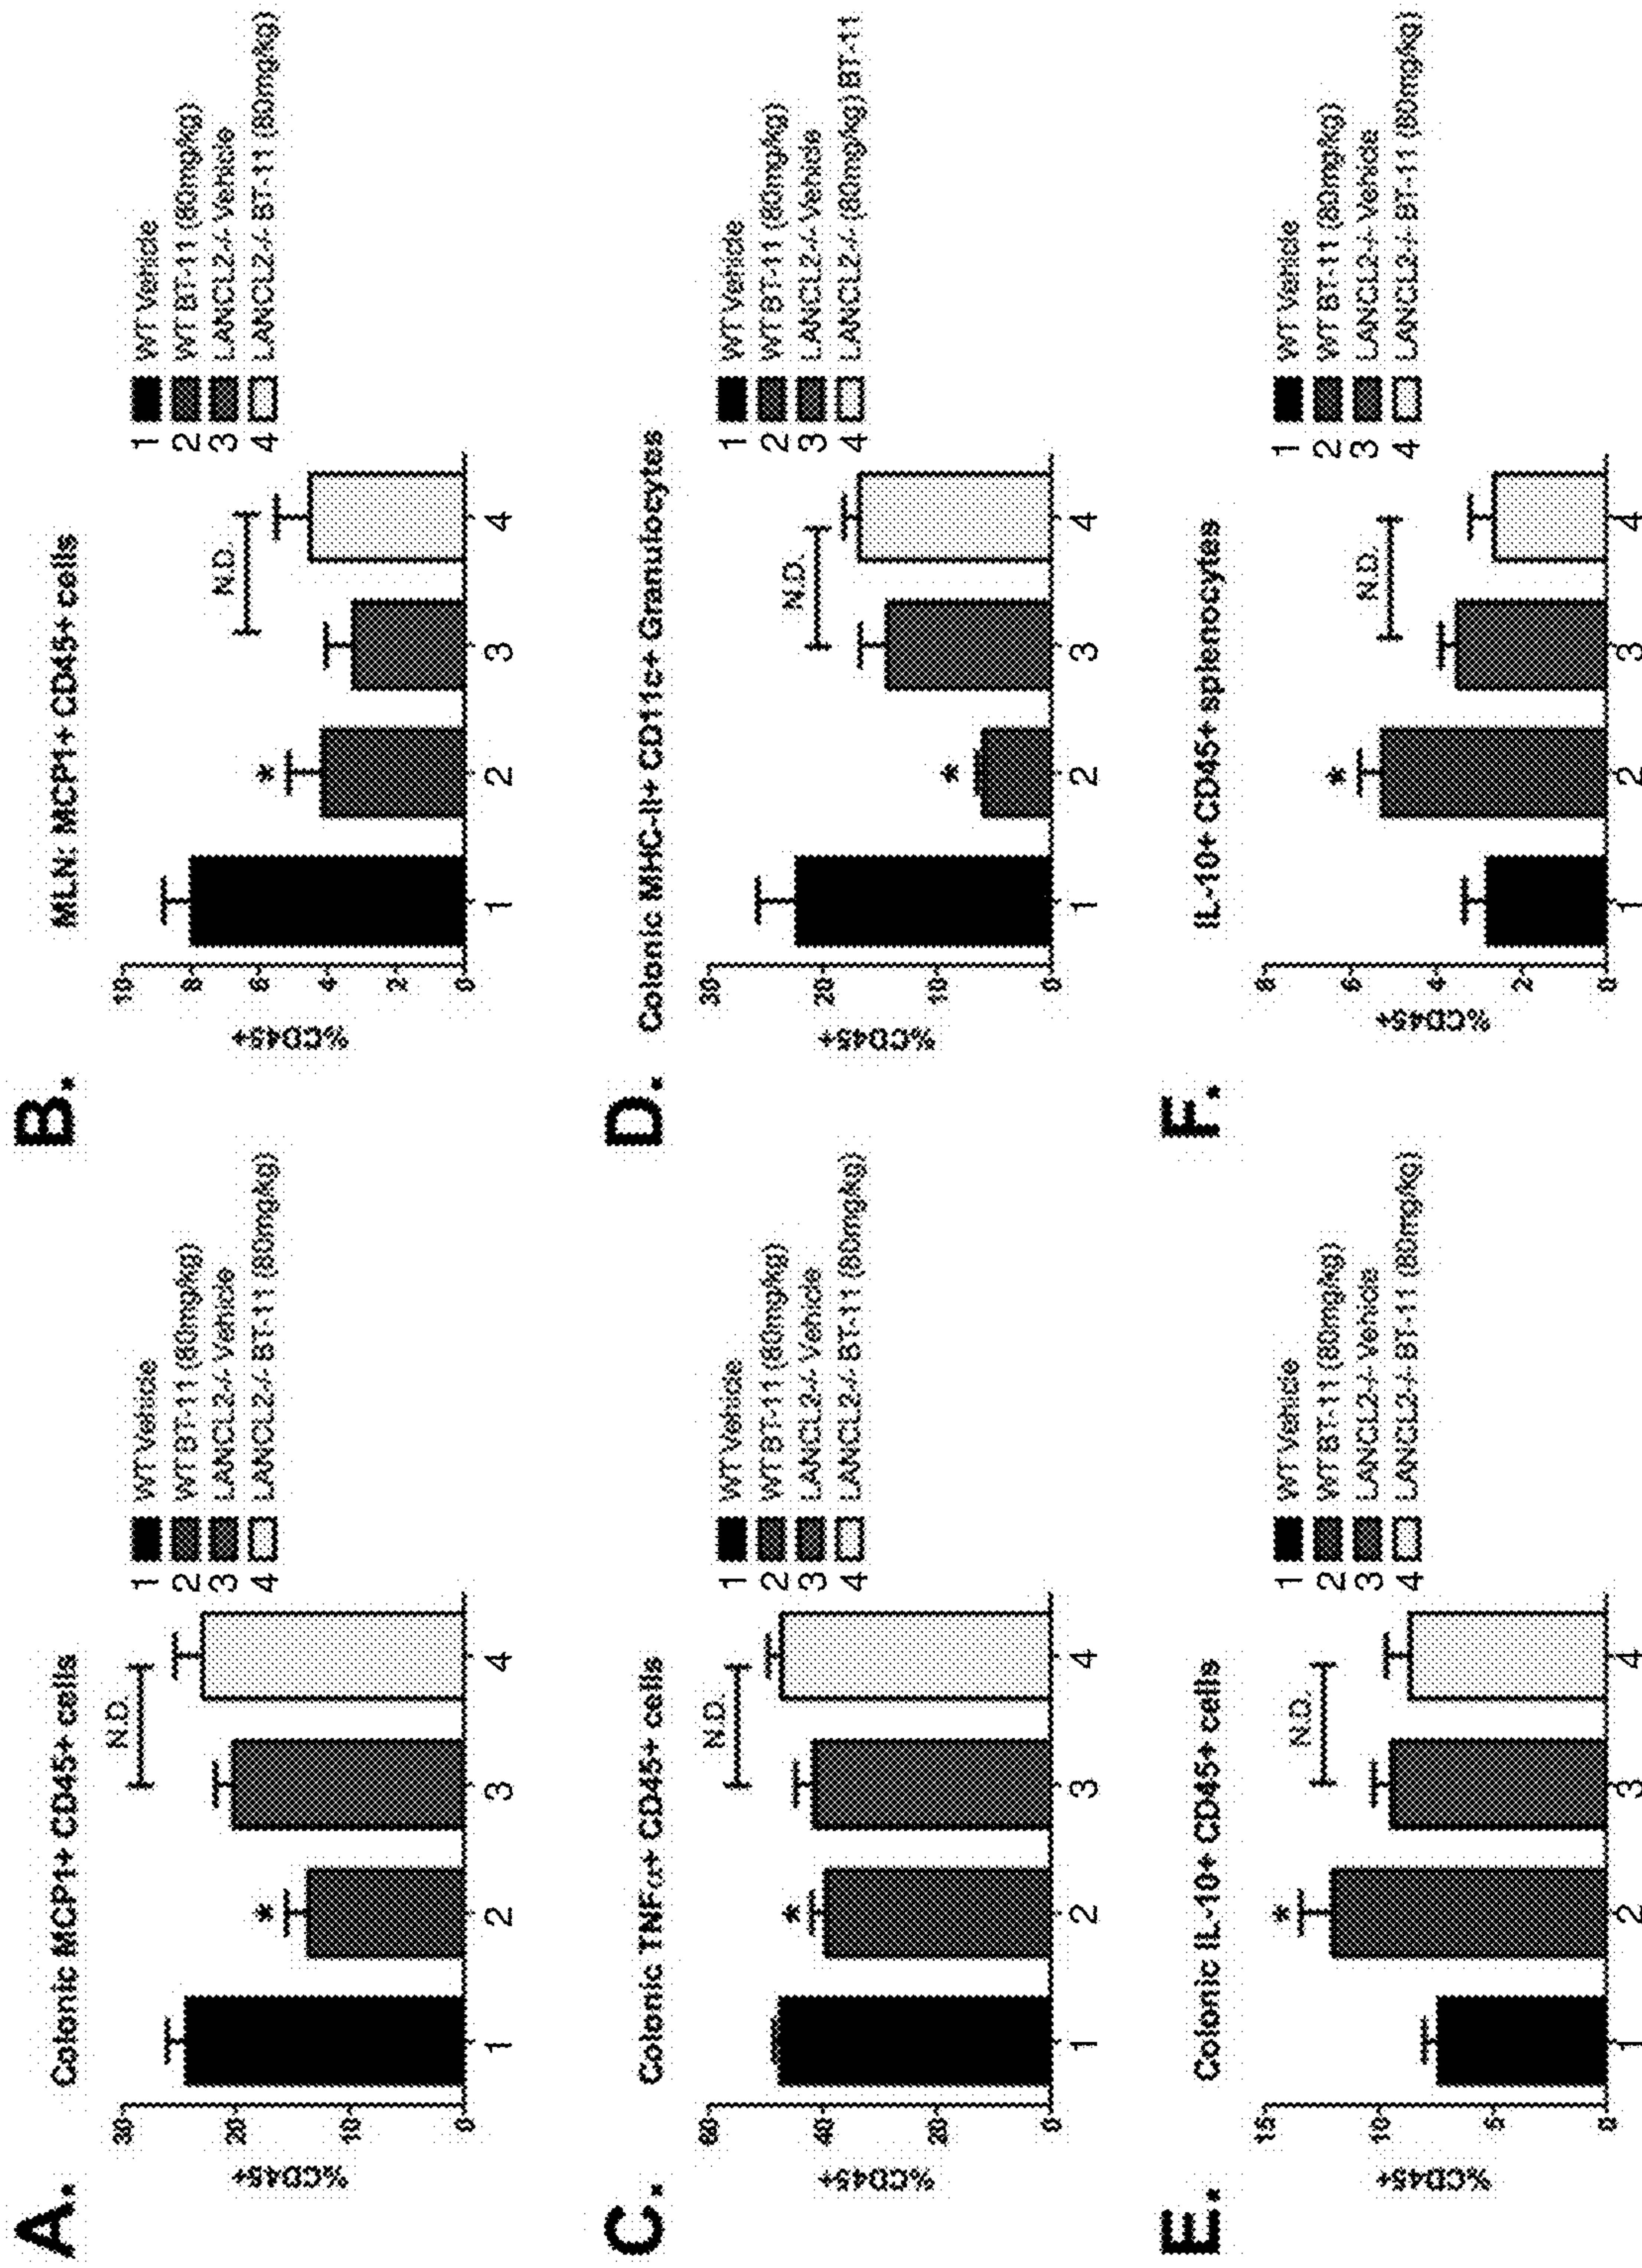 A.
Colonic MCP1+ CD45+ cells
%CD45+
30
20
10
0
N.D.
*
1
2
3
4
1 WT Vehicle
2 WT BT-11 (80mg/kg)
3 LANCL2-/- Vehicle
4 LANCL2-/- BT-11 (80mg/kg)
B.
MLN: MCP1+ CD45+ cells
%CD45+
10
8
6
4
2
0
N.D.
*
1
2
3
4
1 WT Vehicle
2 WT BT-11 (80mg/kg)
3 LANCL2-/- Vehicle
4 LANCL2-/- BT-11 (80mg/kg)
C.
Colonic TNFα+ CD45+ cells
%CD45+
60
40
20
0
N.D.
*
1
2
3
4
1 WT Vehicle
2 WT BT-11 (80mg/kg)
3 LANCL2-/- Vehicle
4 LANCL2-/- BT-11 (80mg/kg)
D.
Colonic MHC-II+ CD11c+ Granulocytes
%CD45+
30
20
10
0
N.D.
*
1
2
3
4
1 WT Vehicle
2 WT BT-11 (80mg/kg)
3 LANCL2-/- Vehicle
4 LANCL2-/- (80mg/kg) BT-11
E.
Colonic IL-10+ CD45+ cells
%CD45+
15
10
5
0
N.D.
*
1
2
3
4
1 WT Vehicle
2 WT BT-11 (80mg/kg)
3 LANCL2-/- Vehicle
4 LANCL2-/- BT-11 (80mg/kg)
F.
IL-10+ CD45+ splenocytes
%CD45+
8
6
4
2
0
N.D.
*
1
2
3
4
1 WT Vehicle
2 WT BT-11 (80mg/kg)
3 LANCL2-/- Vehicle
4 LANCL2-/- BT-11 (80mg/kg)